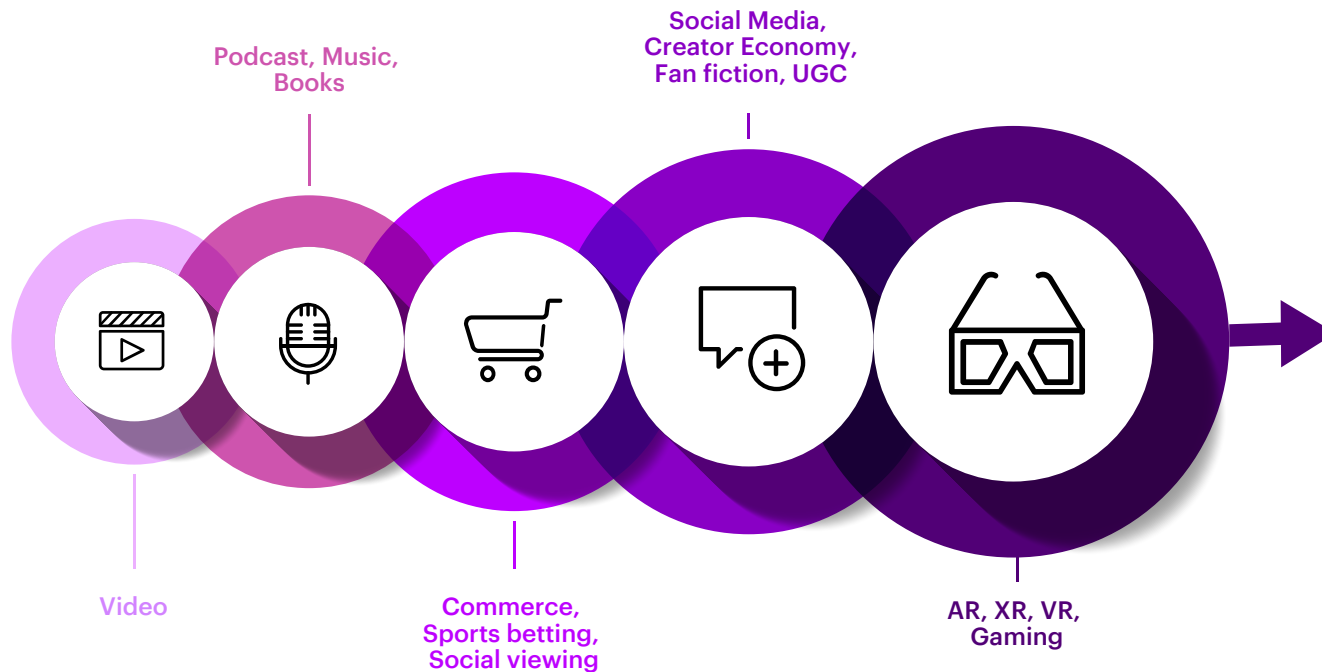 Video
Podcast, Music,
Books
Commerce,
Sports betting,
Social viewing
Social Media,
Creator Economy,
Fan fiction, UGC
AR, XR, VR,
Gaming